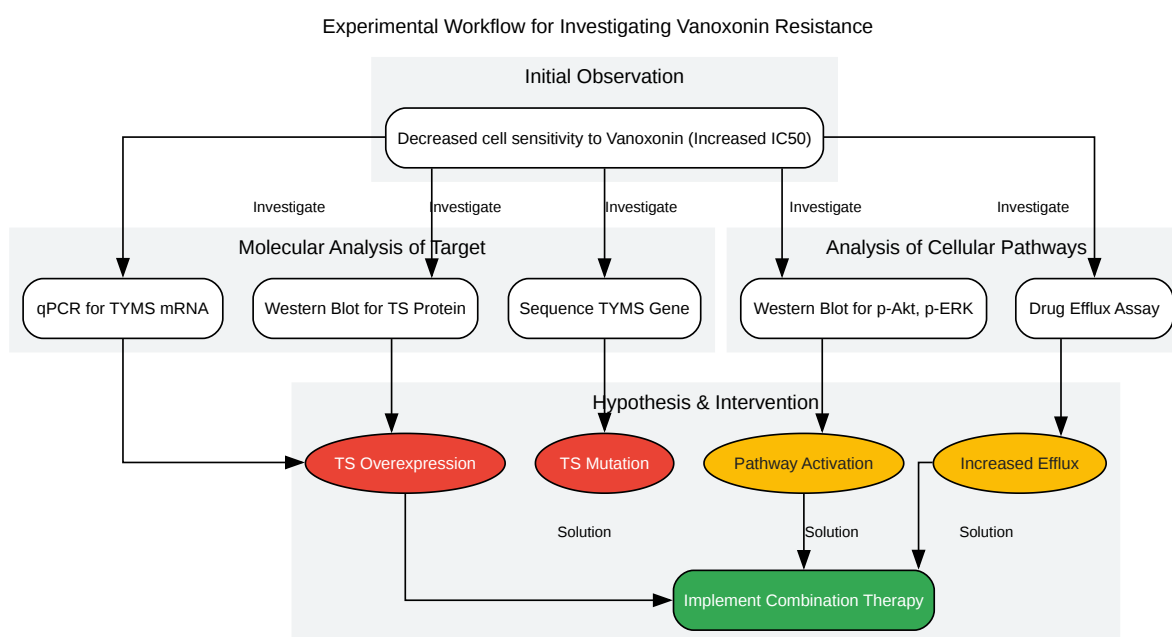 Experimental Workflow for Investigating Vanoxonin Resistance
Initial Observation
Decreased cell sensitivity to Vanoxonin (Increased IC50)
Investigate
Investigate
Investigate
Investigate
Investigate
Molecular Analysis of Target
Analysis of Cellular Pathways
qPCR for TYMS mRNA
Western Blot for TS Protein
Sequence TYMS Gene
Western Blot for p-Akt, p-ERK
Drug Efflux Assay
Hypothesis & Intervention
TS Overexpression
TS Mutation
Pathway Activation
Increased Efflux
Solution
Solution
Solution
Implement Combination Therapy